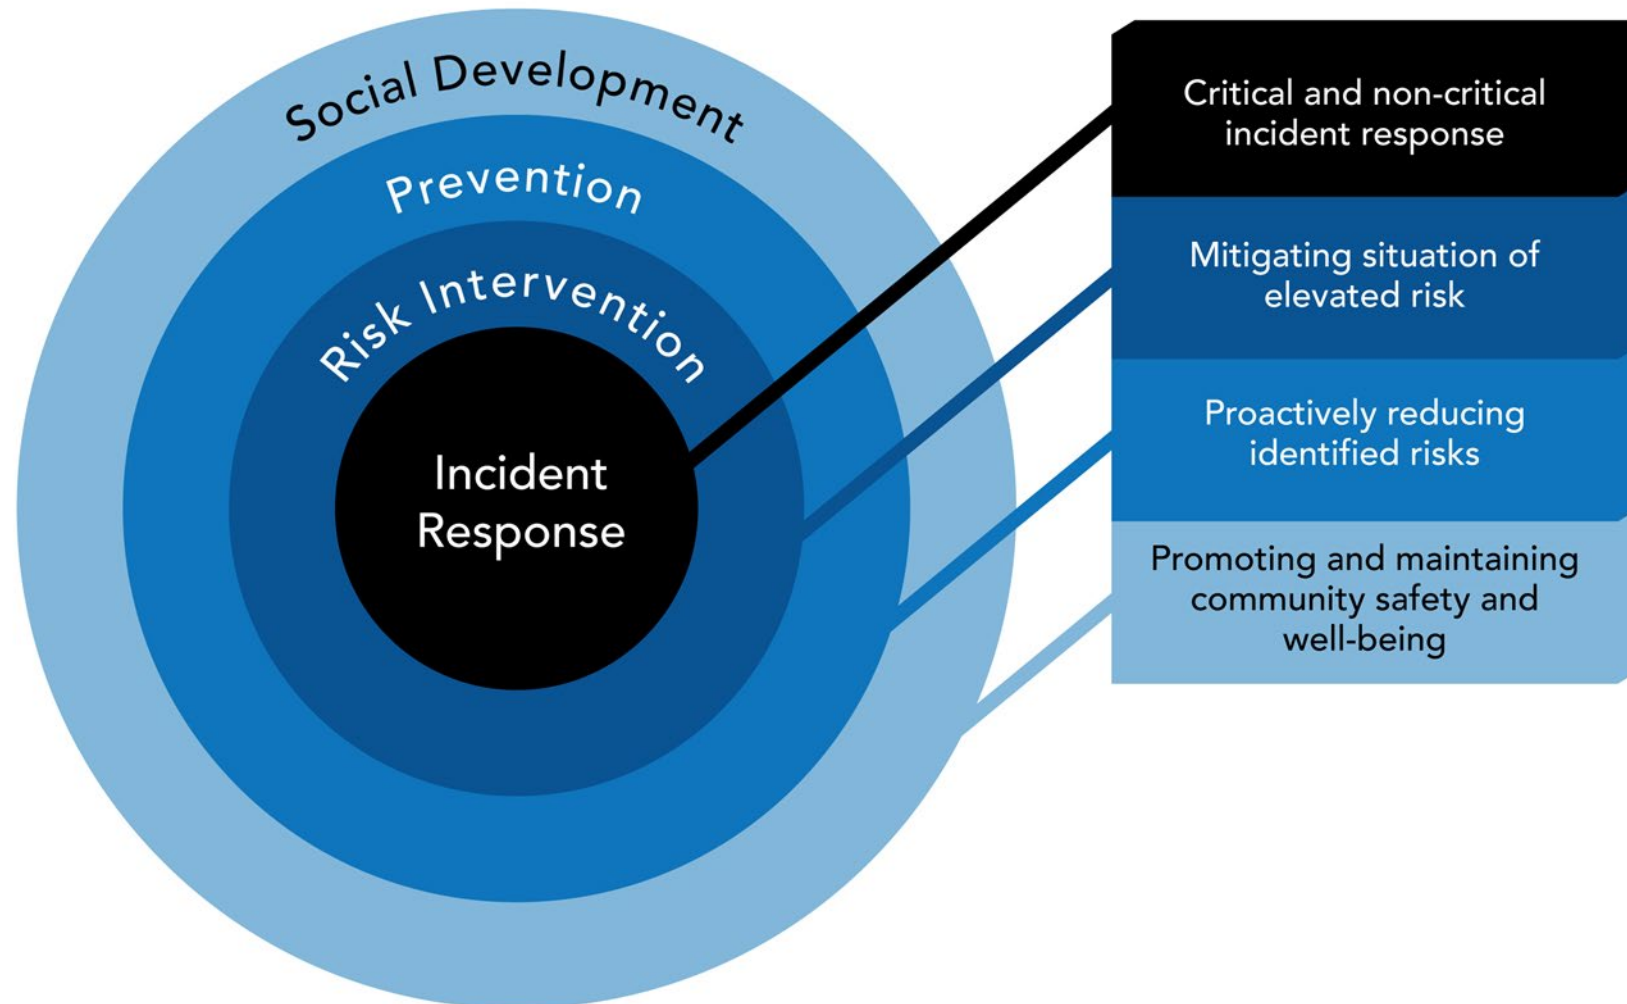 Social Development
Prevention
Risk Intervention
Incident
Response
Critical and non-critical
incident response
Mitigating situation of
elevated risk
Proactively reducing
identified risks
Promoting and maintaining
community safety and
well-being